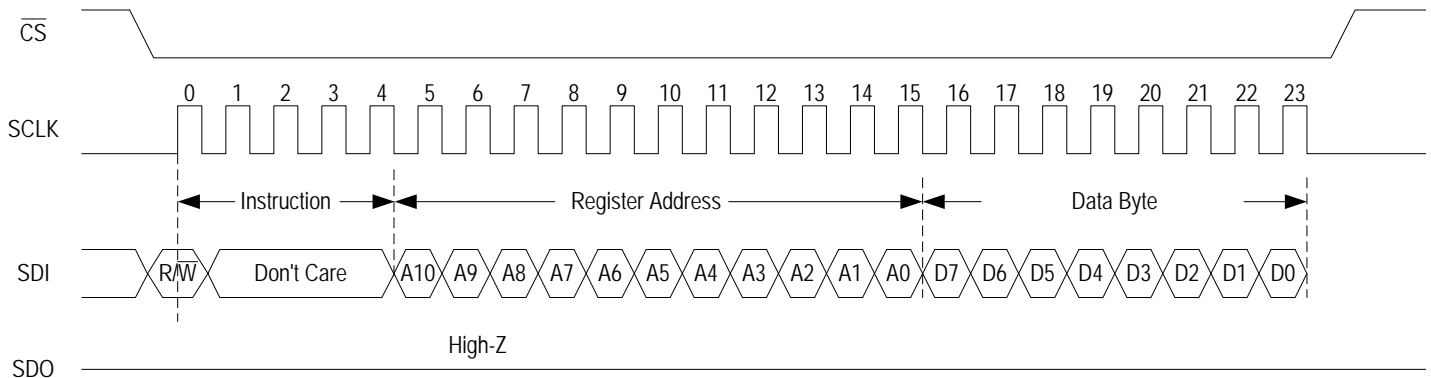 CS
0 1 2 3 4 5 6 7 8 9 10 11 12 13 14 15 16 17 18 19 20 21 22 23
SCLK
Instruction Register Address Data Byte
SDI R/W Don't Care A10 A9 A8 A7 A6 A5 A4 A3 A2 A1 A0 D7 D6 D5 D4 D3 D2 D1 D0
High-Z
SDO